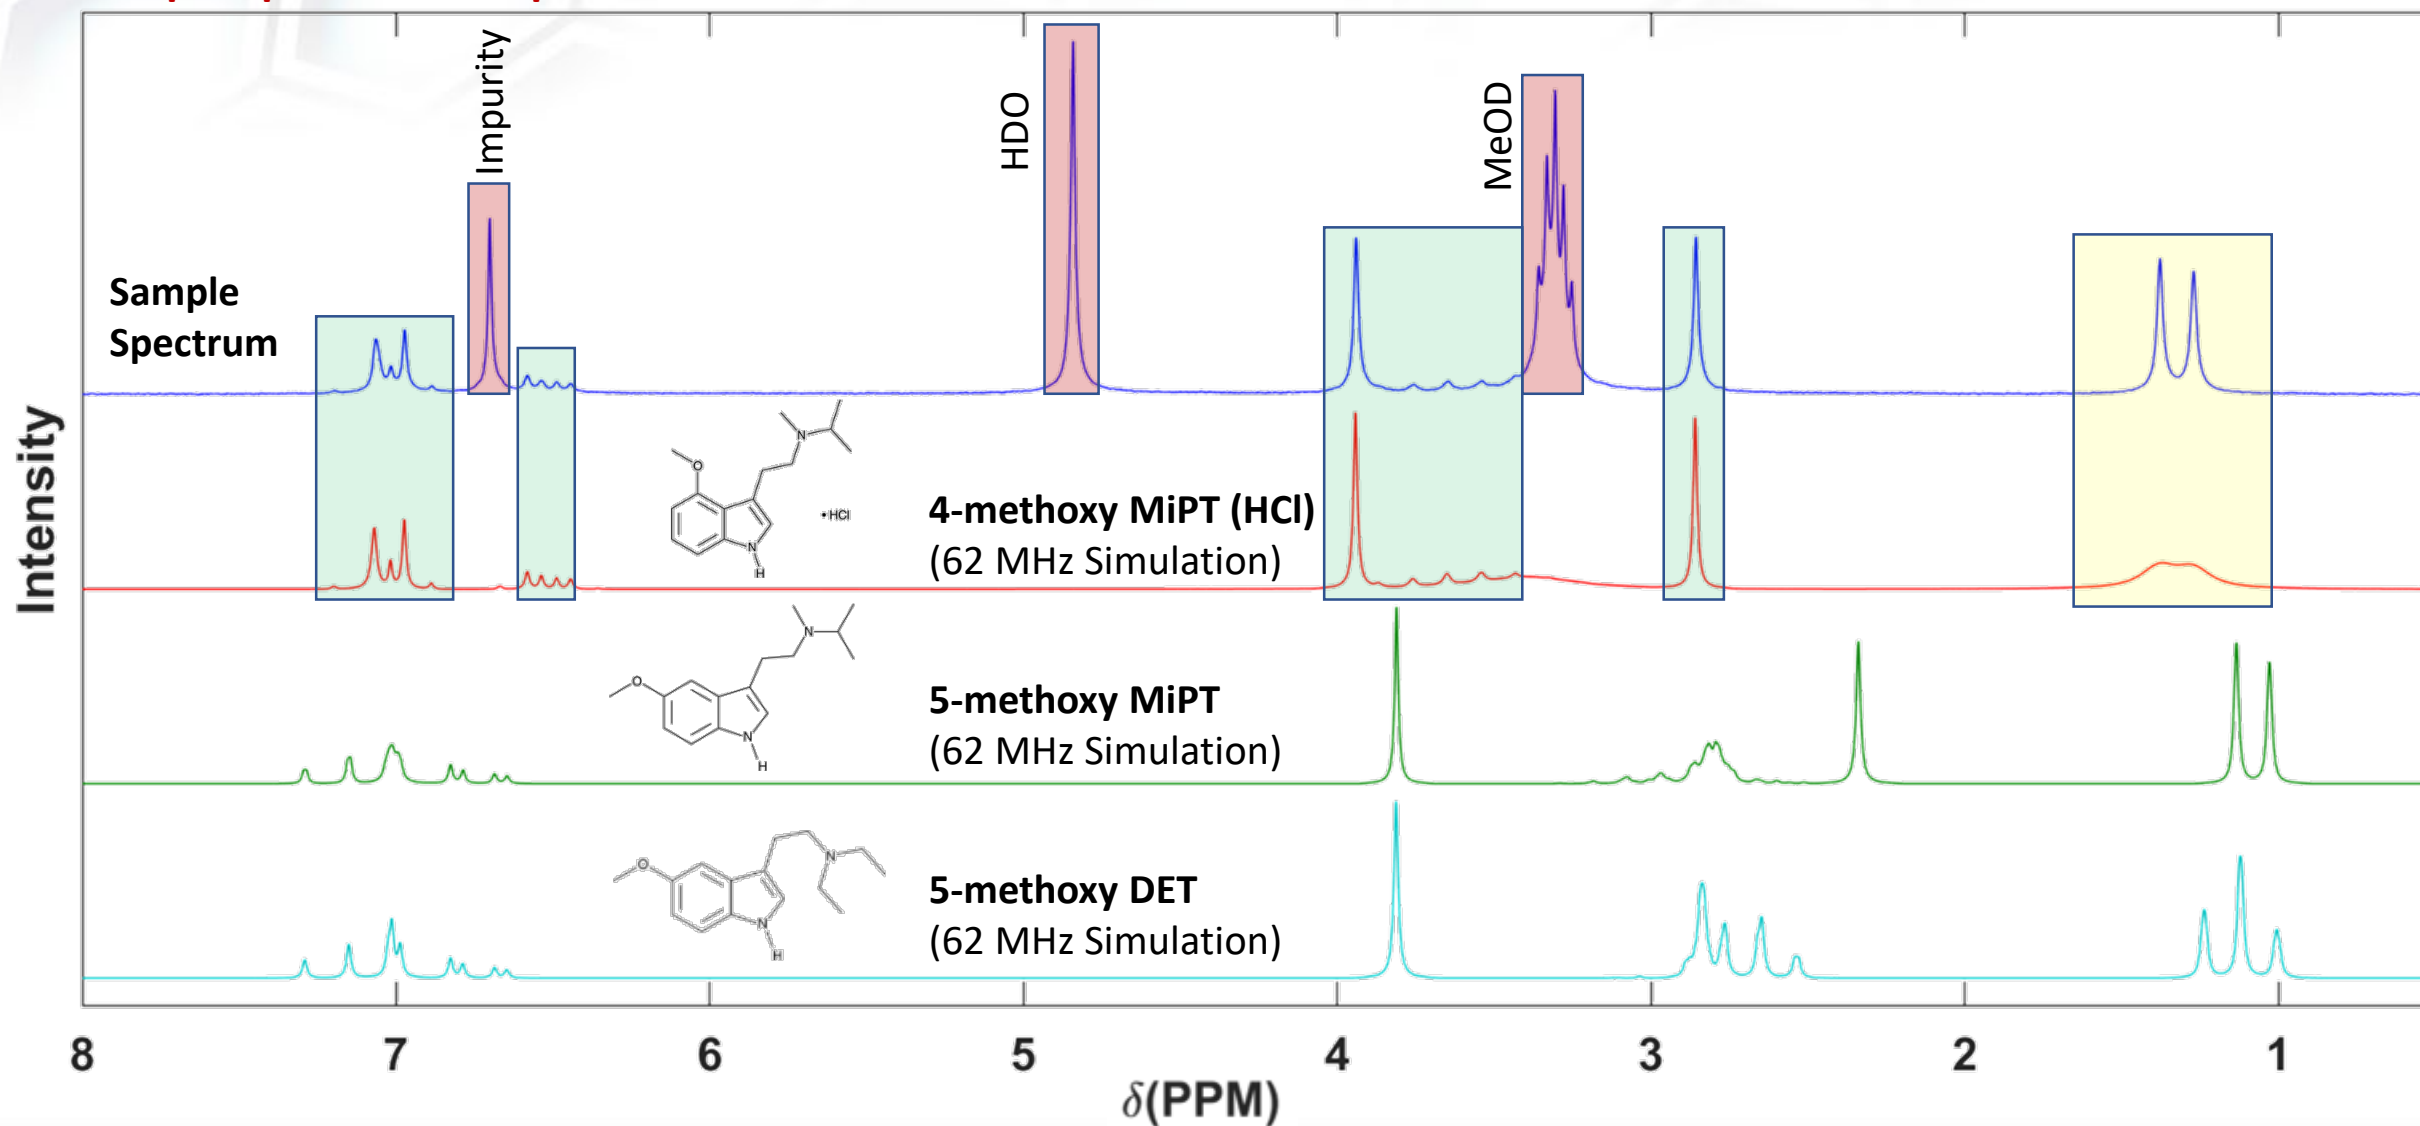 Impurity
HDO
MeOD
Sample
Spectrum
Intensity
O
N
N
H
•HCl
4-methoxy MiPT (HCl)
(62 MHz Simulation)
O
N
N
H
5-methoxy MiPT
(62 MHz Simulation)
O
N
N
H
5-methoxy DET
(62 MHz Simulation)
8 7 6 5 4 3 2 1
δ(PPM)